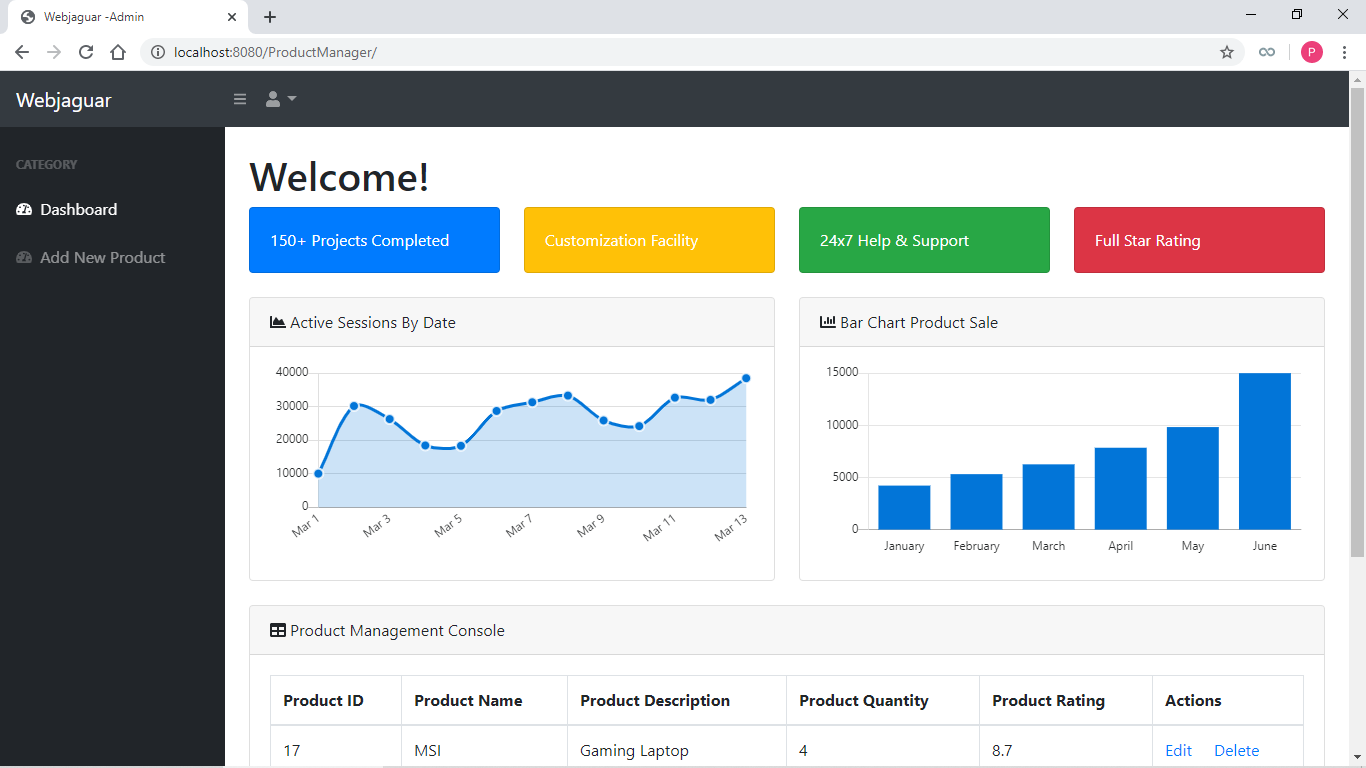 Webjaguar -Admin
localhost:8080/ProductManager/
P
Webjaguar
CATEGORY
Dashboard
Add New Product
Welcome!
150+ Projects Completed
Customization Facility
24x7 Help & Support
Full Star Rating
Active Sessions By Date
40000
30000
20000
10000
0
Mar 1 Mar 3 Mar 5 Mar 7 Mar 9 Mar 11 Mar 13
Bar Chart Product Sale
15000
10000
5000
0
January February March April May June
Product Management Console
Product ID Product Name Product Description Product Quantity Product Rating Actions
17 MSI Gaming Laptop 4 8.7 Edit Delete